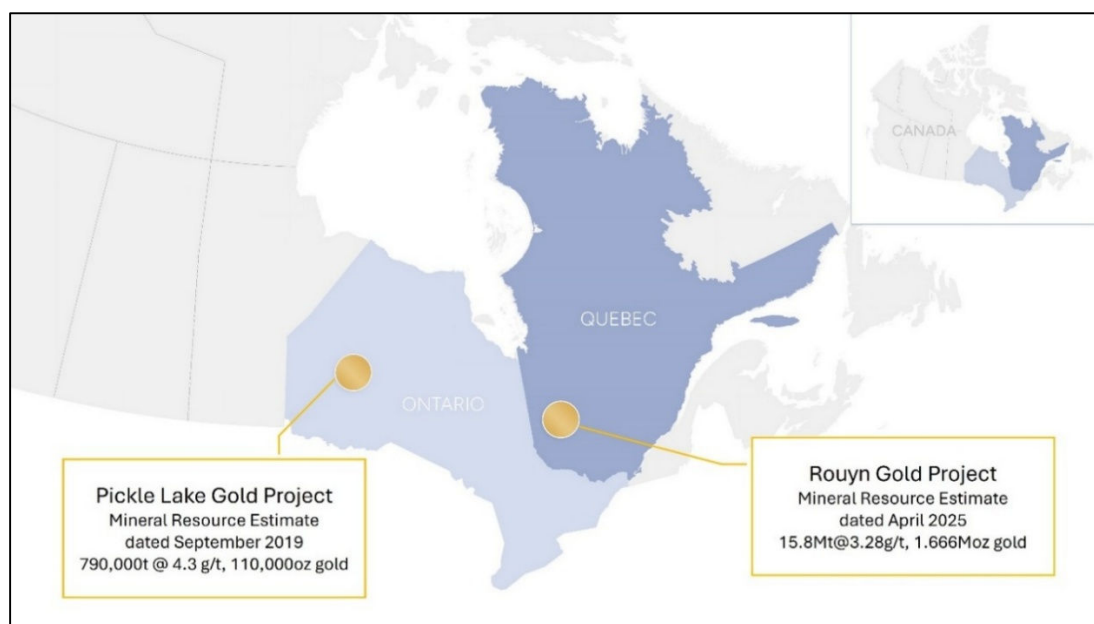 CANADA
QUEBEC
ONTARIO
Pickle Lake Gold Project
Mineral Resource Estimate
dated September 2019
790,000t @ 4.3 g/t, 110,000oz gold
Rouyn Gold Project
Mineral Resource Estimate
dated April 2025
15.8Mt@3.28g/t, 1.666Moz gold